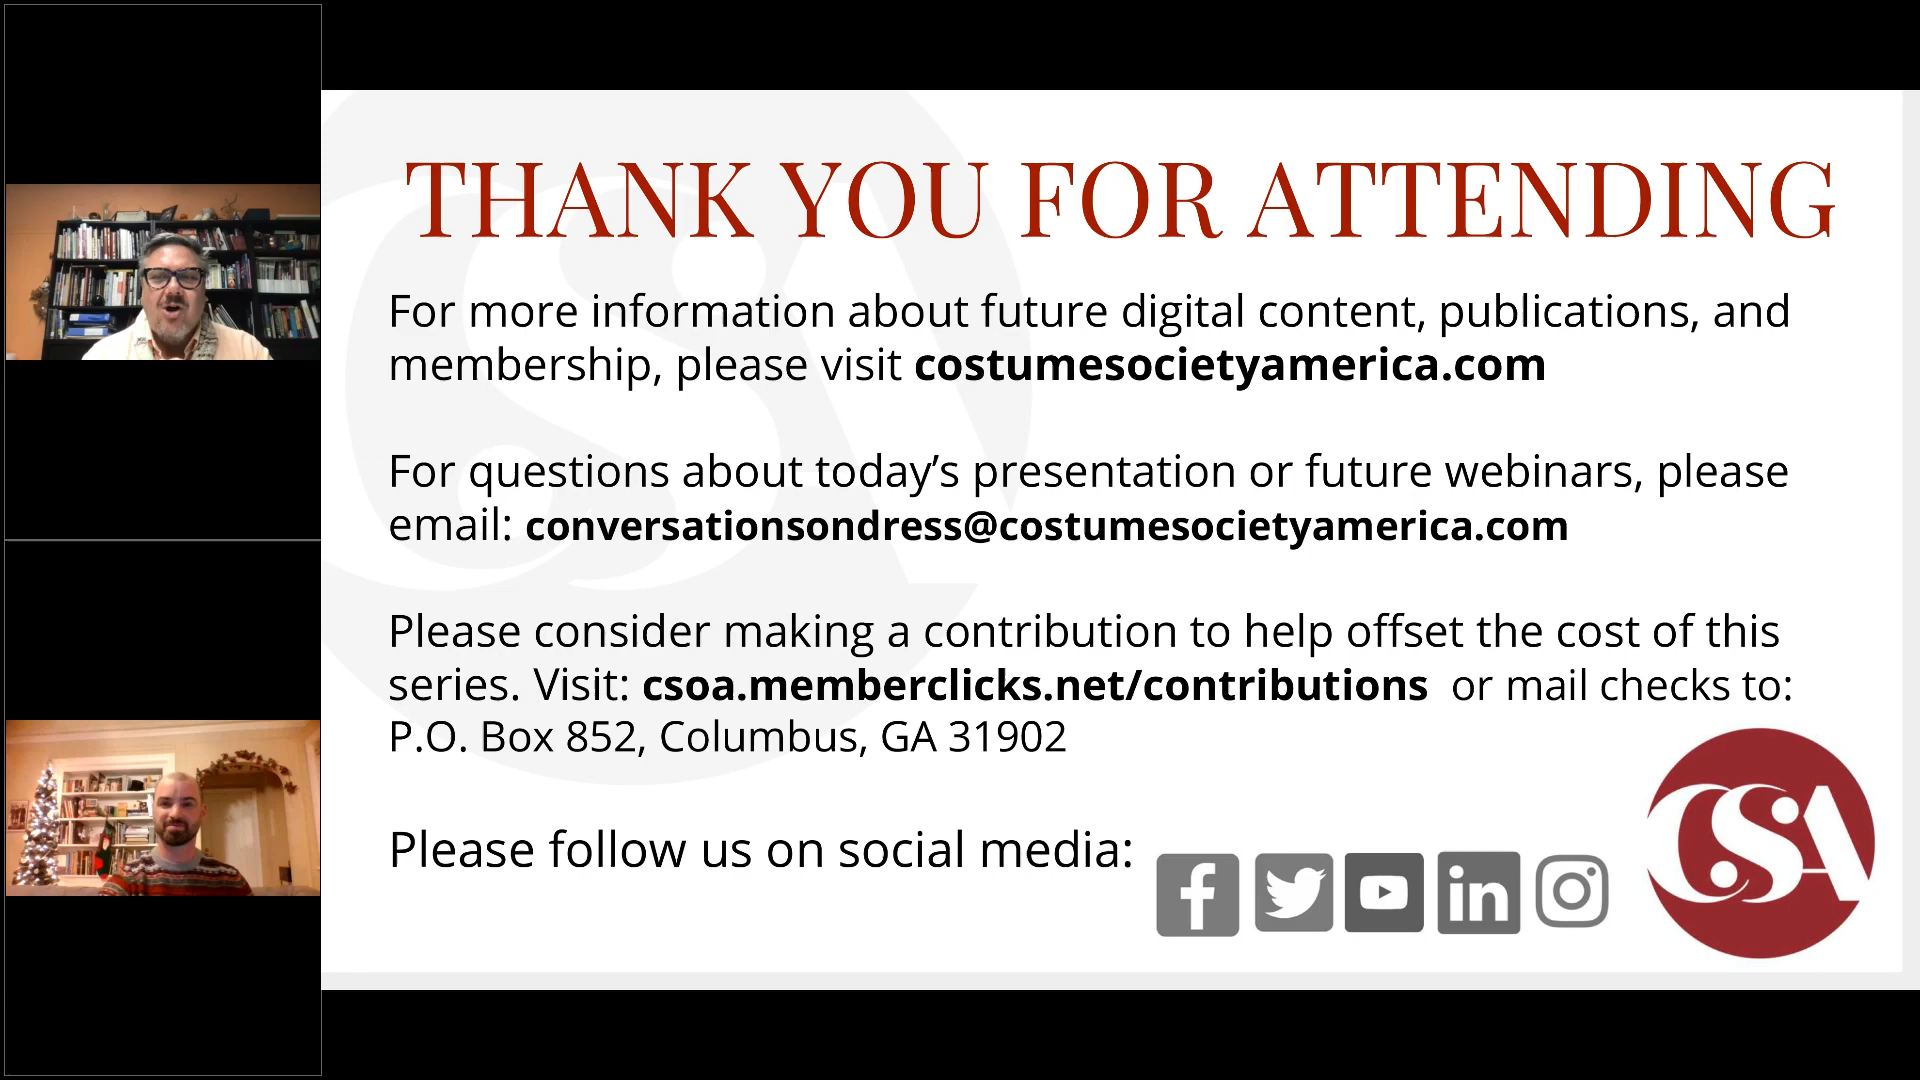 THANK YOU FOR ATTENDING
For more information about future digital content, publications, and
membership, please visit costumesocietyamerica.com
For questions about today’s presentation or future webinars, please
email: conversationsondress@costumesocietyamerica.com
Please consider making a contribution to help offset the cost of this
series. Visit: csoa.memberclicks.net/contributions or mail checks to:
P.O. Box 852, Columbus, GA 31902
Please follow us on social media:
CSA